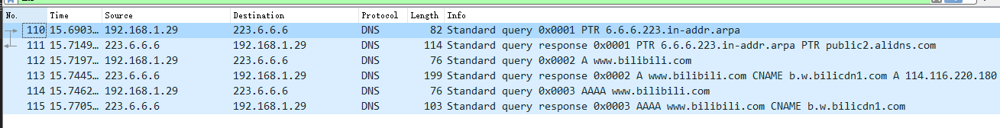 No. Time Source Destination Protocol Length Info
110 15.6903… 192.168.1.29 223.6.6.6 DNS 82 Standard query 0x0001 PTR 6.6.6.223.in-addr.arpa
111 15.7149… 223.6.6.6 192.168.1.29 DNS 114 Standard query response 0x0001 PTR 6.6.6.223.in-addr.arpa PTR public2.alidns.com
112 15.7197… 192.168.1.29 223.6.6.6 DNS 76 Standard query 0x0002 A www.bilibili.com
113 15.7445… 223.6.6.6 192.168.1.29 DNS 199 Standard query response 0x0002 A www.bilibili.com CNAME b.w.bilicdn1.com A 114.116.220.180
114 15.7462… 192.168.1.29 223.6.6.6 DNS 76 Standard query 0x0003 AAAA www.bilibili.com
115 15.7705… 223.6.6.6 192.168.1.29 DNS 103 Standard query response 0x0003 AAAA www.bilibili.com CNAME b.w.bilicdn1.com